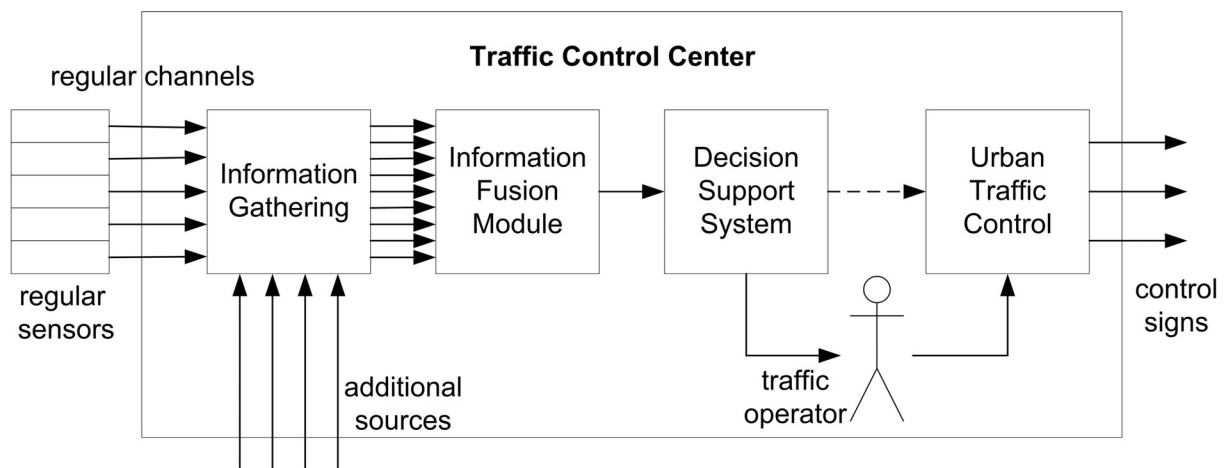 Traffic Control Center
regular channels
Information
Gathering
Information
Fusion
Module
Decision
Support
System
Urban
Traffic
Control
regular
sensors
additional
sources
traffic
operator
control
signs